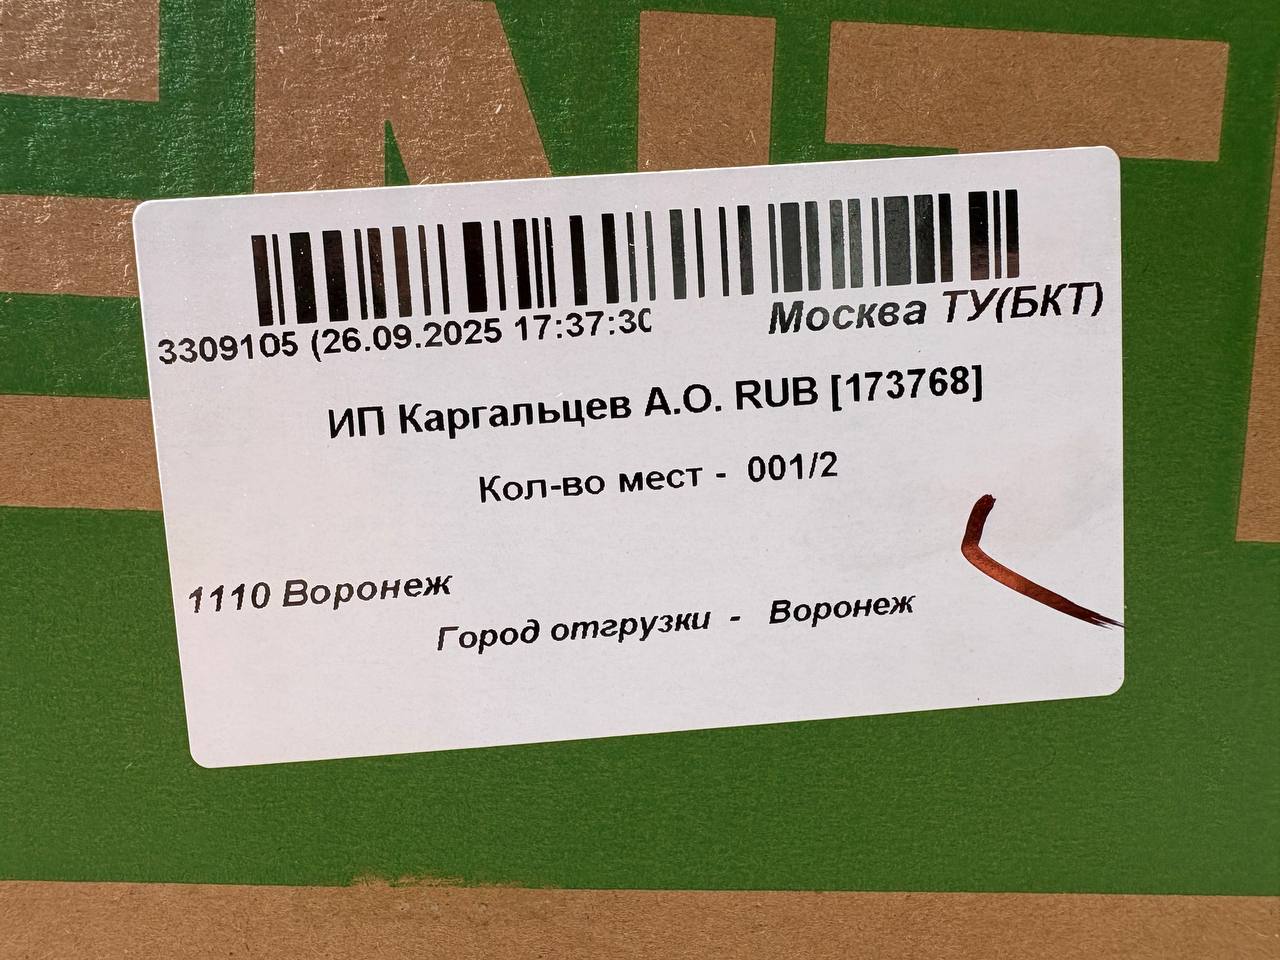 ENT
3309105 (26.09.2025 17:37:30
Москва ТУ(БКТ)
ИП Каргальцев А.О. RUB [173768]
Кол-во мест - 001/2
1110 Воронеж
Город отгрузки - Воронеж